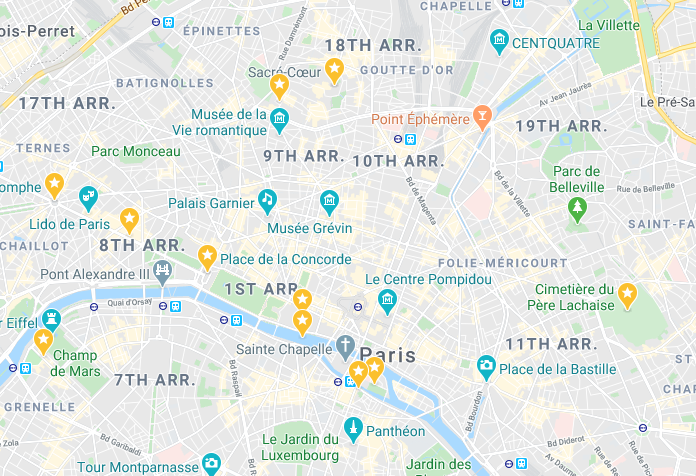 CHAPELLE
La Villette
ois-Perret
ÉPINETTES
Bd Pe
Rue Damrémont
18TH ARR.
CENTQUATRE
Sacré-Cœur
GOUTTE D'OR
BATIGNOLLES
Av Jean Jaurès
17TH ARR.
Le Pré-Sa
Musée de la
Vie romantique
Point Éphémère
19TH ARR.
TERNES
Parc Monceau
9TH ARR.
10TH ARR.
Parc de
Belleville
omphe
Bd de Magenta
Bd de la Villette
Rue de Belleville
Lido de Paris
Palais Garnier
Musée Grévin
SAINT-FA
CHAILLOT
8TH ARR.
Place de la Concorde
FOLIE-MÉRICOURT
Pont Alexandre III
Le Centre Pompidou
1ST ARR.
Cimetière du
Père Lachaise
Quai d'Orsay
r Eiffel
Sainte Chapelle
Paris
11TH ARR.
Champ
de Mars
Place de la Bastille
ST
7TH ARR.
Bd Raspail
CHA
GRENELLE
Bd Bourdon
Zola
Bd Garibaldi
Le Jardin du
Luxembourg
Panthéon
Bd Diderot
Rue de
Tour Montparnasse
Jardin des